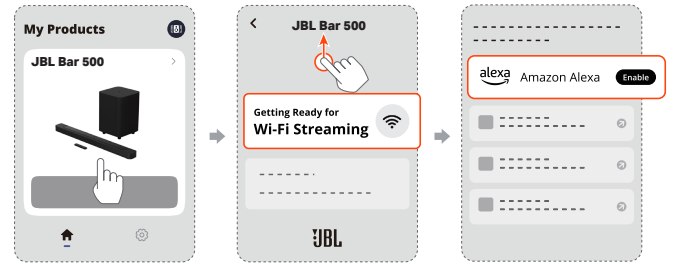 My Products
JBL Bar 500
JBL Bar 500
Getting Ready for
Wi-Fi Streaming
JBL
alexa
Amazon Alexa
Enable